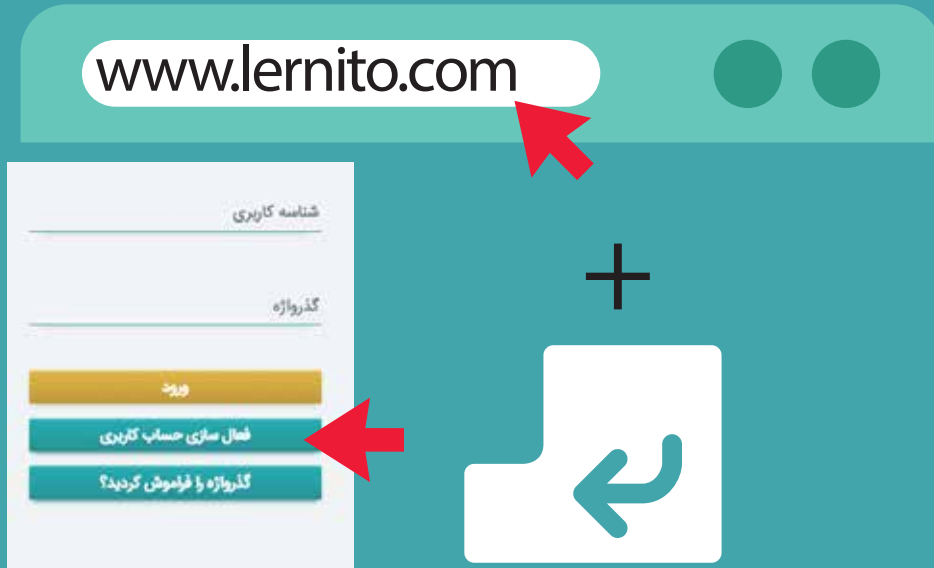 www.lernito.com
شناسه کاربری
گذرواژه
ورود
فعال سازی حساب کاربری
گذرواژه را فراموش کردید؟